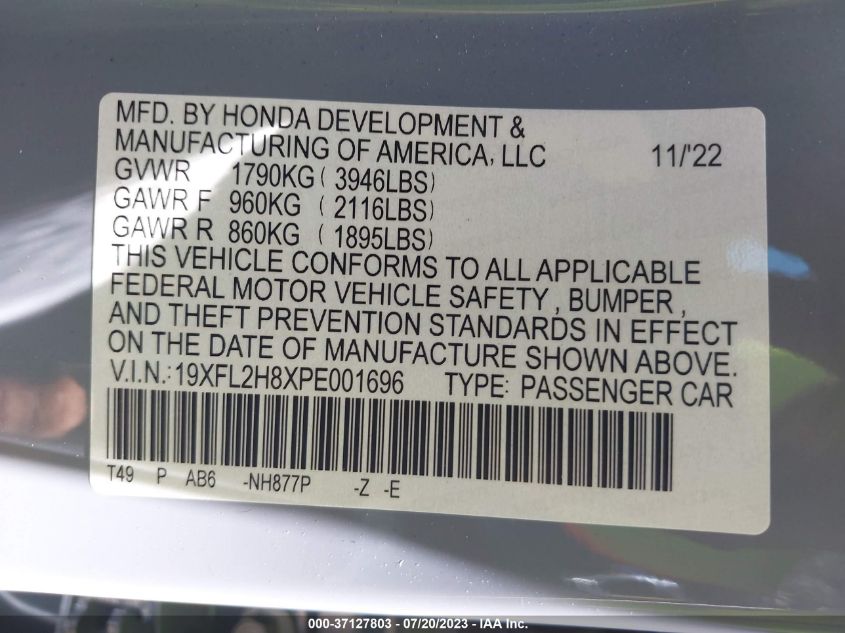 MFD. BY HONDA DEVELOPMENT &
MANUFACTURING OF AMERICA, LLC 11/'22
GVWR 1790KG ( 3946LBS)
GAWR F 960KG ( 2116LBS)
GAWR R 860KG ( 1895LBS)
THIS VEHICLE CONFORMS TO ALL APPLICABLE
FEDERAL MOTOR VEHICLE SAFETY , BUMPER ,
AND THEFT PREVENTION STANDARDS IN EFFECT
ON THE DATE OF MANUFACTURE SHOWN ABOVE.
V.I.N.:19XFL2H8XPE001696 TYPE: PASSENGER CAR
T49 P AB6 -NH877P -Z -E
000-37127803 - 07/20/2023 - IAA Inc.